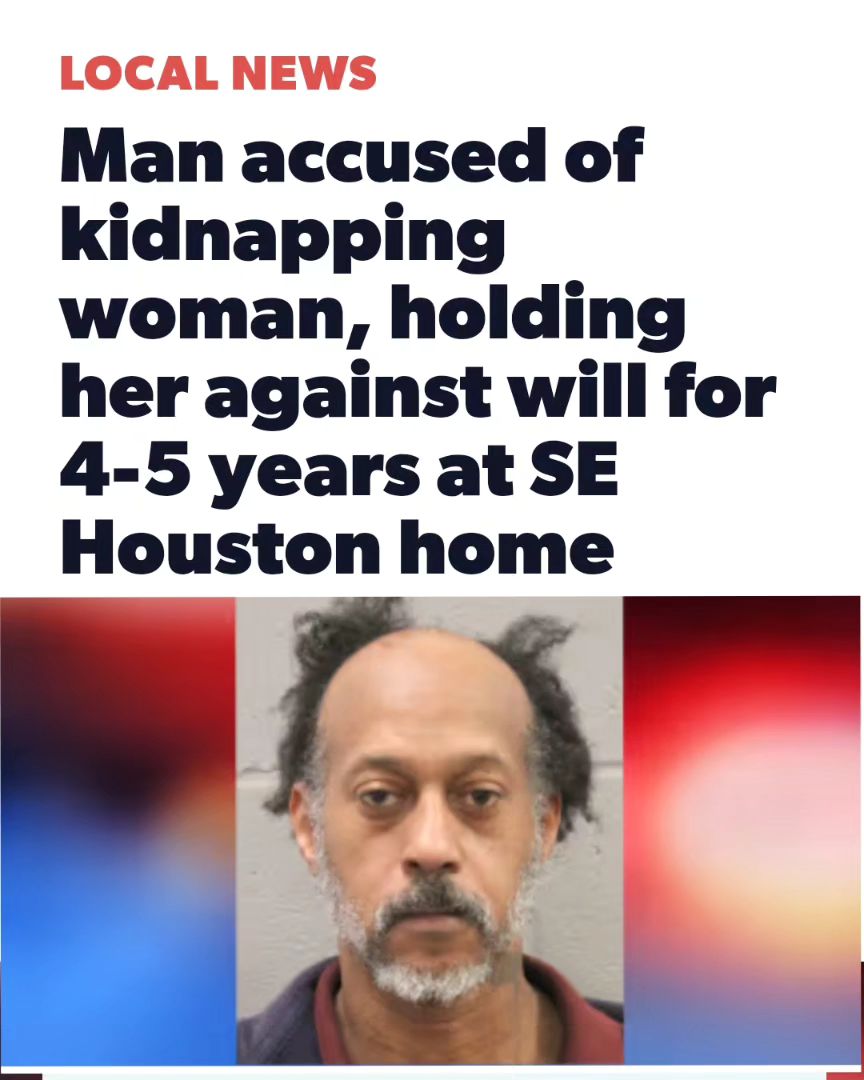 LOCAL NEWS
Man accused of
kidnapping
woman, holding
her against will for
4-5 years at SE
Houston home